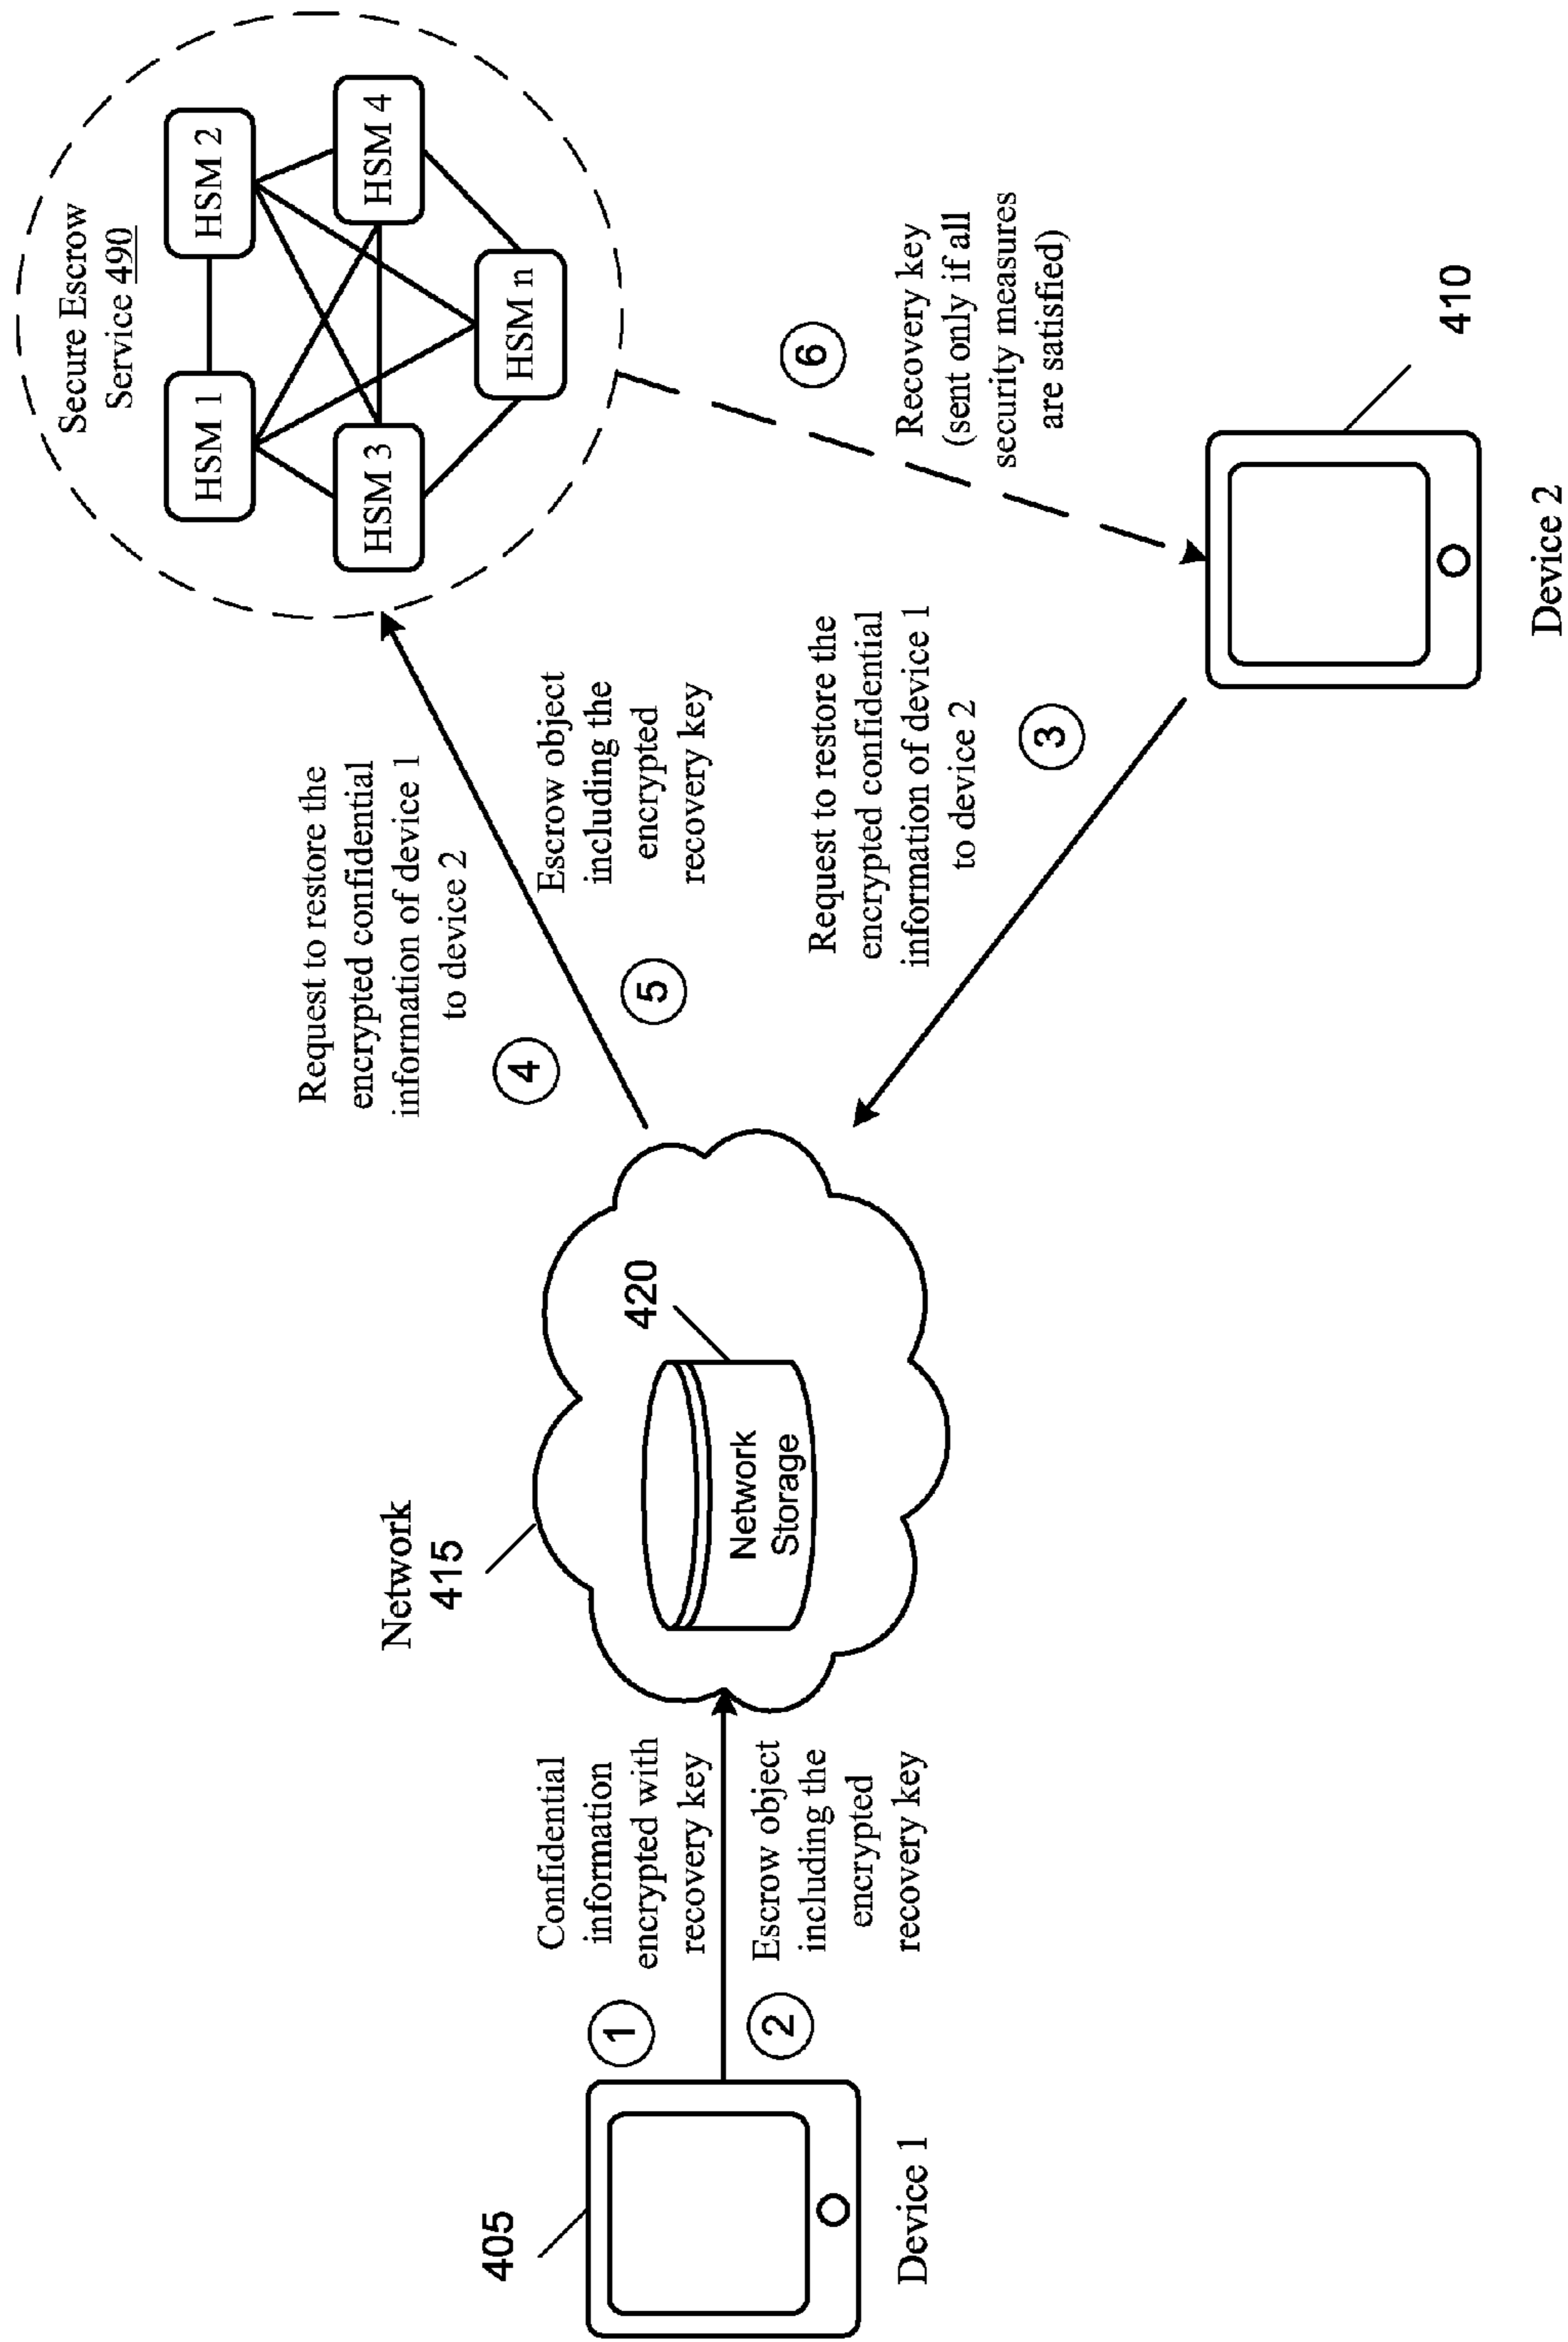 Secure Escrow
Service 490
HSM 1
HSM 2
HSM 3
HSM 4
HSM n
Request to restore the
encrypted confidential
information of device 1
to device 2
4
Escrow object
including the
encrypted
recovery key
5
Network
415
420
Network
Storage
6
Recovery key
(sent only if all
security measures
are satisfied)
Request to restore the
encrypted confidential
information of device 1
to device 2
3
405
1
Confidential
information
encrypted with
recovery key
2
Escrow object
including the
encrypted
recovery key
Device 1
410
Device 2